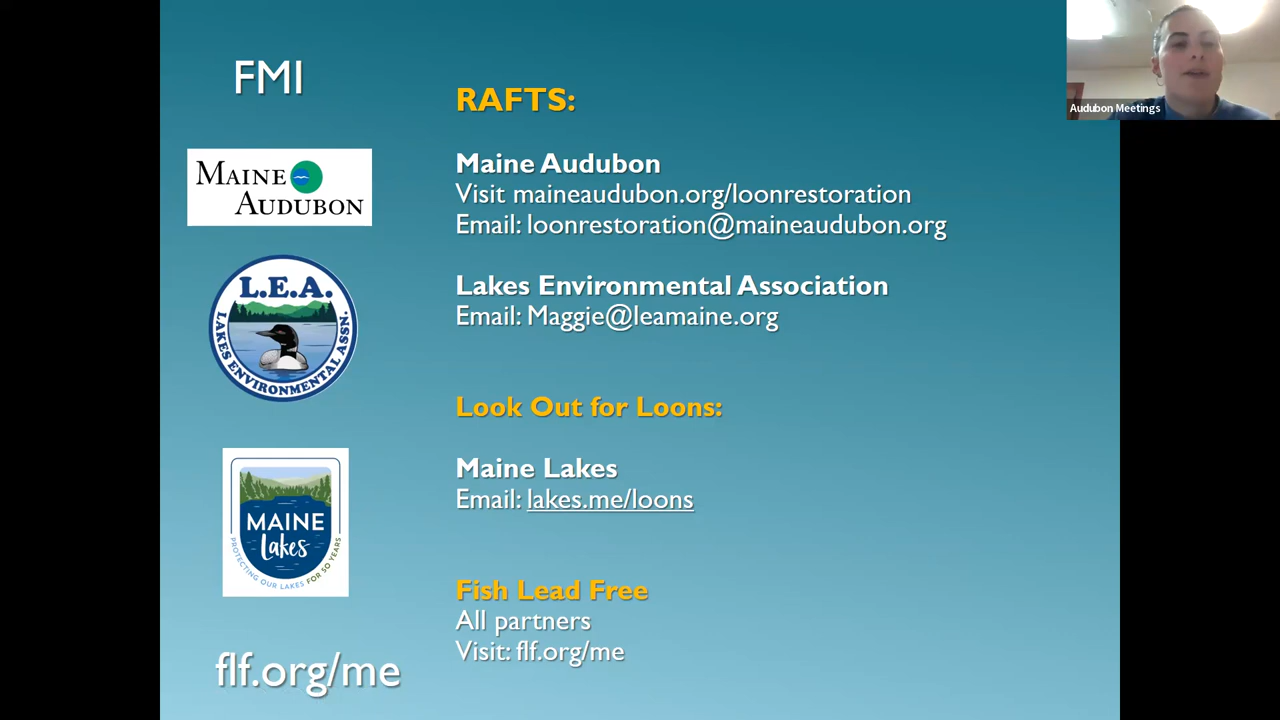 FMI
MAINE
AUDUBON
L.E.A.
LAKES ENVIRONMENTAL ASSN.
MAINE
Lakes
PROTECTING OUR LAKES FOR 50 YEARS
flf.org/me
RAFTS:
Maine Audubon
Visit maineaudubon.org/loonrestoration
Email: loonrestoration@maineaudubon.org
Lakes Environmental Association
Email: Maggie@leamaine.org
Look Out for Loons:
Maine Lakes
Email: lakes.me/loons
Fish Lead Free
All partners
Visit: flf.org/me
Audubon Meetings